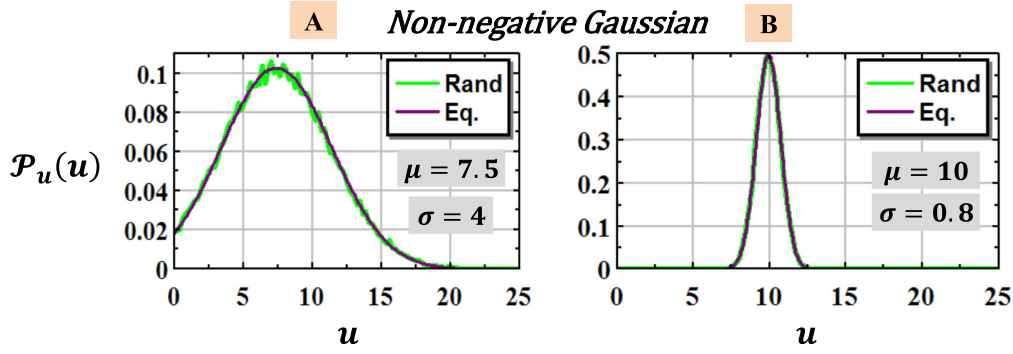 A Non-negative Gaussian B
𝒫ᵤ(u)
0.1
0.08
0.06
0.04
0.02
0
Rand
Eq.
μ = 7.5
σ = 4
0 5 10 15 20 25
u
0.5
0.4
0.3
0.2
0.1
0
Rand
Eq.
μ = 10
σ = 0.8
0 5 10 15 20 25
u